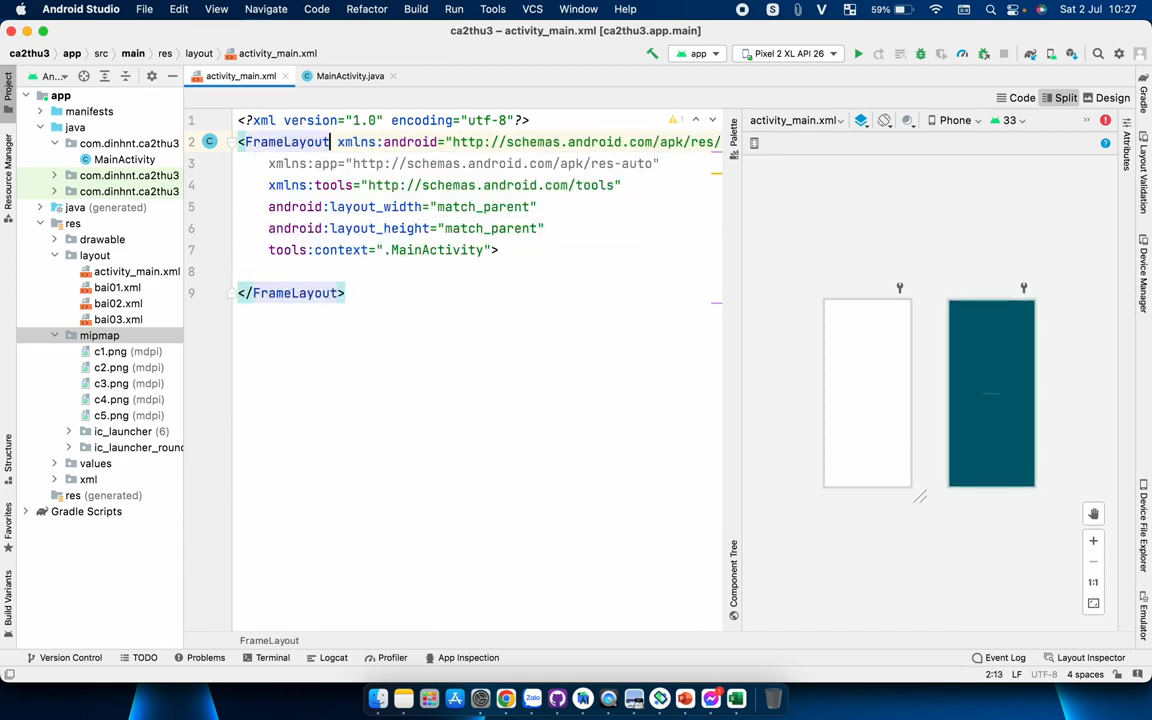 Android Studio File Edit View Navigate Code Refactor Build Run Tools VCS Window Help 59% Sat 2 Jul 10:27
ca2thu3 – activity_main.xml [ca2thu3.app.main]
ca2thu3 app src main res layout activity_main.xml app Pixel 2 XL API 26
An... activity_main.xml MainActivity.java
Code Split Design
app
manifests
java
com.dinhnt.ca2thu3
MainActivity
com.dinhnt.ca2thu3
com.dinhnt.ca2thu3
java (generated)
res
drawable
layout
activity_main.xml
bai01.xml
bai02.xml
bai03.xml
mipmap
c1.png (mdpi)
c2.png (mdpi)
c3.png (mdpi)
c4.png (mdpi)
c5.png (mdpi)
ic_launcher (6)
ic_launcher_round
values
xml
res (generated)
Gradle Scripts
1 <?xml version="1.0" encoding="utf-8"?>
2 <FrameLayout xmlns:android="http://schemas.android.com/apk/res/
3 xmlns:app="http://schemas.android.com/apk/res-auto"
4 xmlns:tools="http://schemas.android.com/tools"
5 android:layout_width="match_parent"
6 android:layout_height="match_parent"
7 tools:context=".MainActivity">
8
9 </FrameLayout>
1
activity_main.xml Phone 33
1:1
FrameLayout
Project
Resource Manager
Structure
Favorites
Build Variants
Palette
Component Tree
Attributes
Gradle
Layout Validation
Device Manager
Device File Explorer
Emulator
Version Control TODO Problems Terminal Logcat Profiler App Inspection Event Log Layout Inspector
2:13 LF UTF-8 4 spaces
Zalo